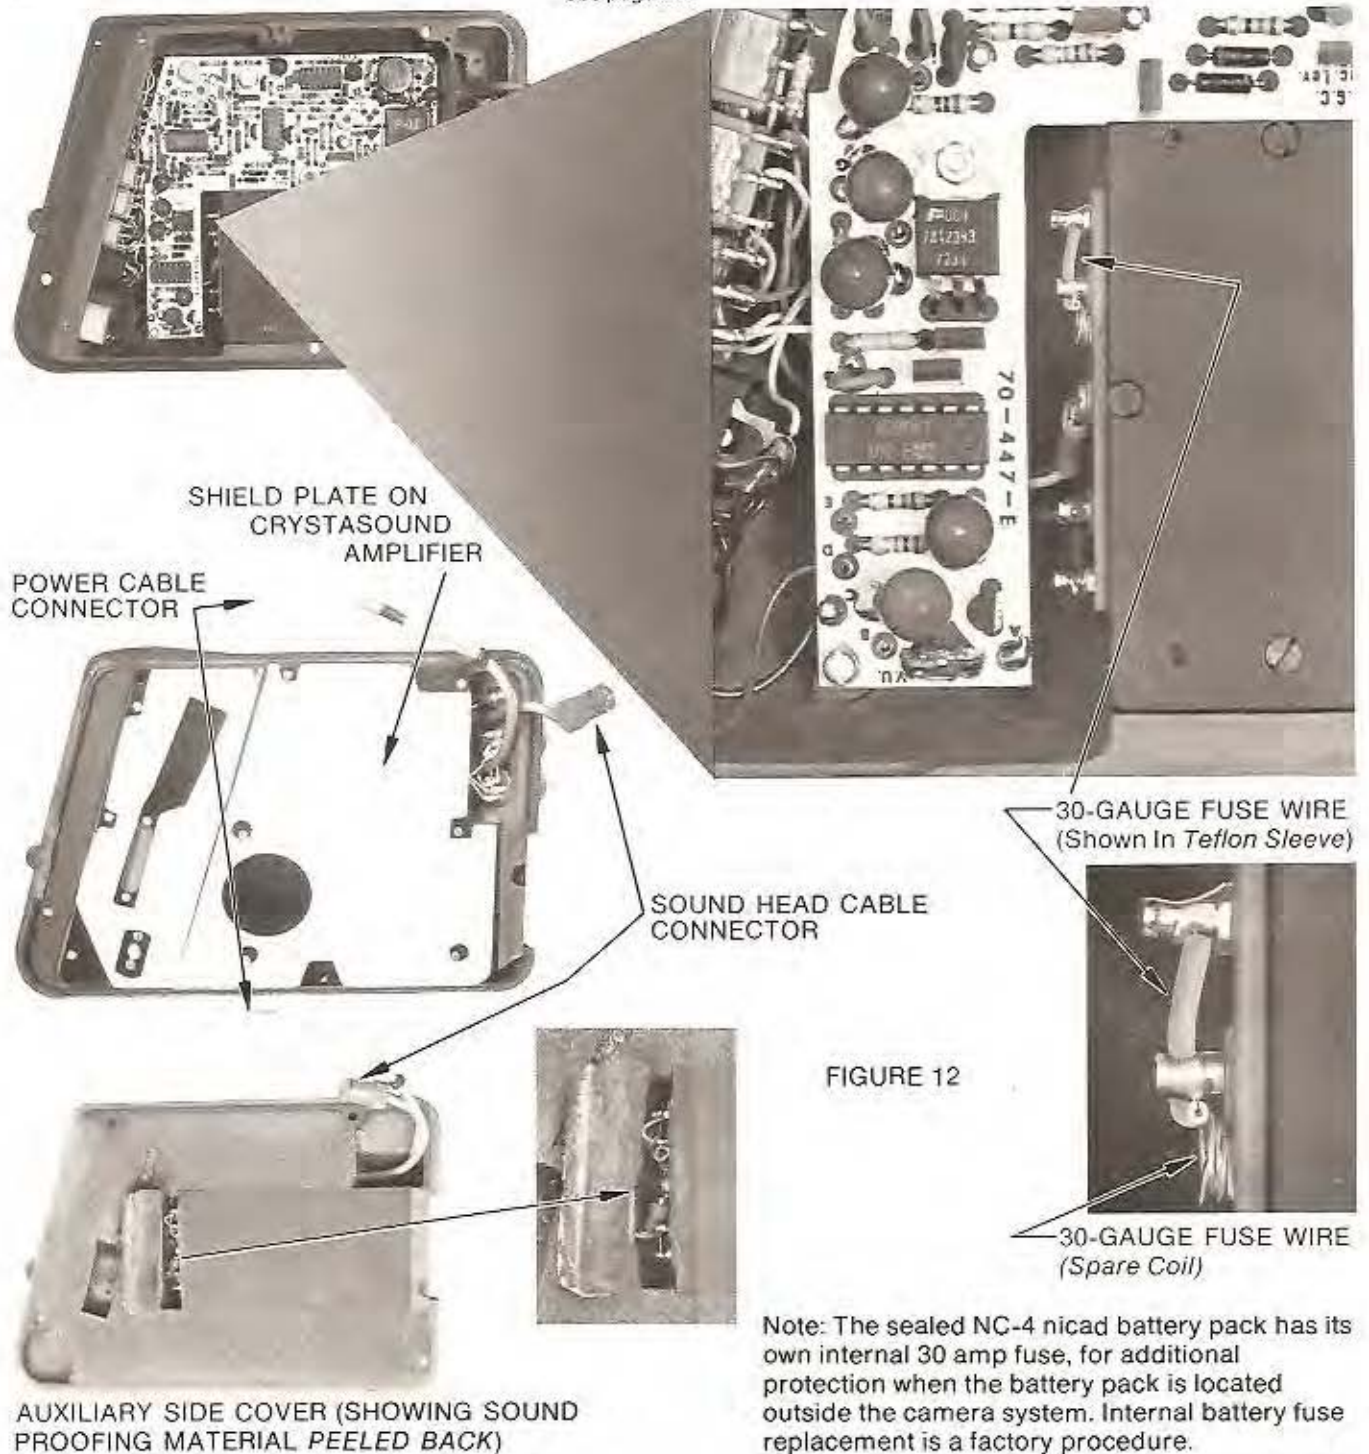 70-447-E
V.U.
SHIELD PLATE ON
CRYSTASOUND
AMPLIFIER
POWER CABLE
CONNECTOR
30-GAUGE FUSE WIRE
(Shown In Teflon Sleeve)
SOUND HEAD CABLE
CONNECTOR
FIGURE 12
30-GAUGE FUSE WIRE
(Spare Coil)
Note: The sealed NC-4 nicad battery pack has its
own internal 30 amp fuse, for additional
protection when the battery pack is located
outside the camera system. Internal battery fuse
replacement is a factory procedure.
AUXILIARY SIDE COVER (SHOWING SOUND
PROOFING MATERIAL PEELED BACK)